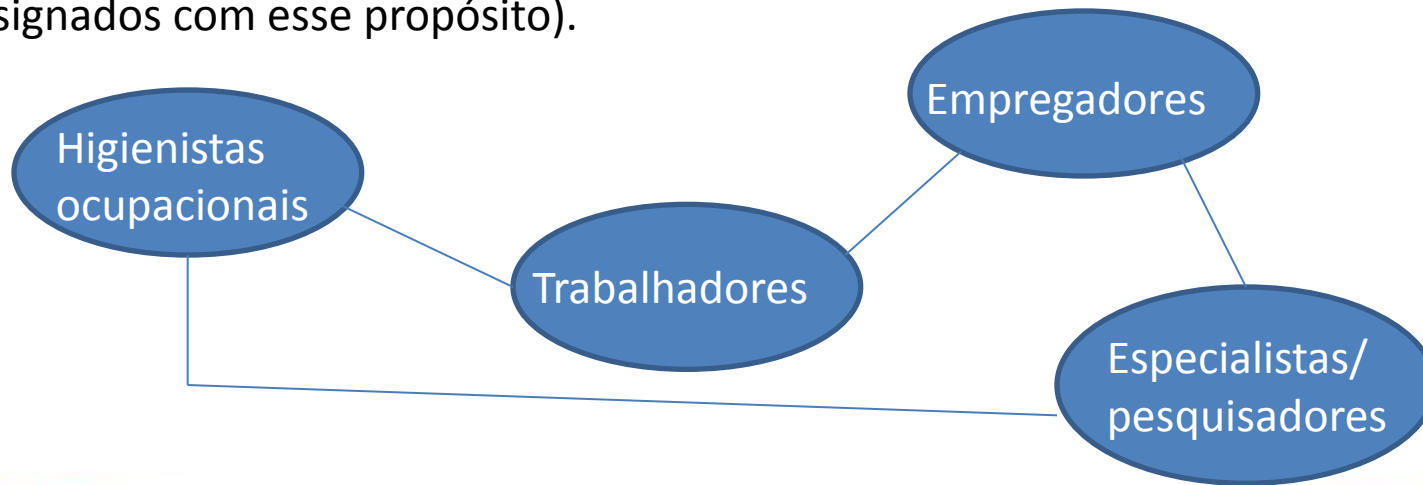 signados com esse propósito).
Empregadores
Higienistas
ocupacionais
Trabalhadores
Especialistas/
pesquisadores